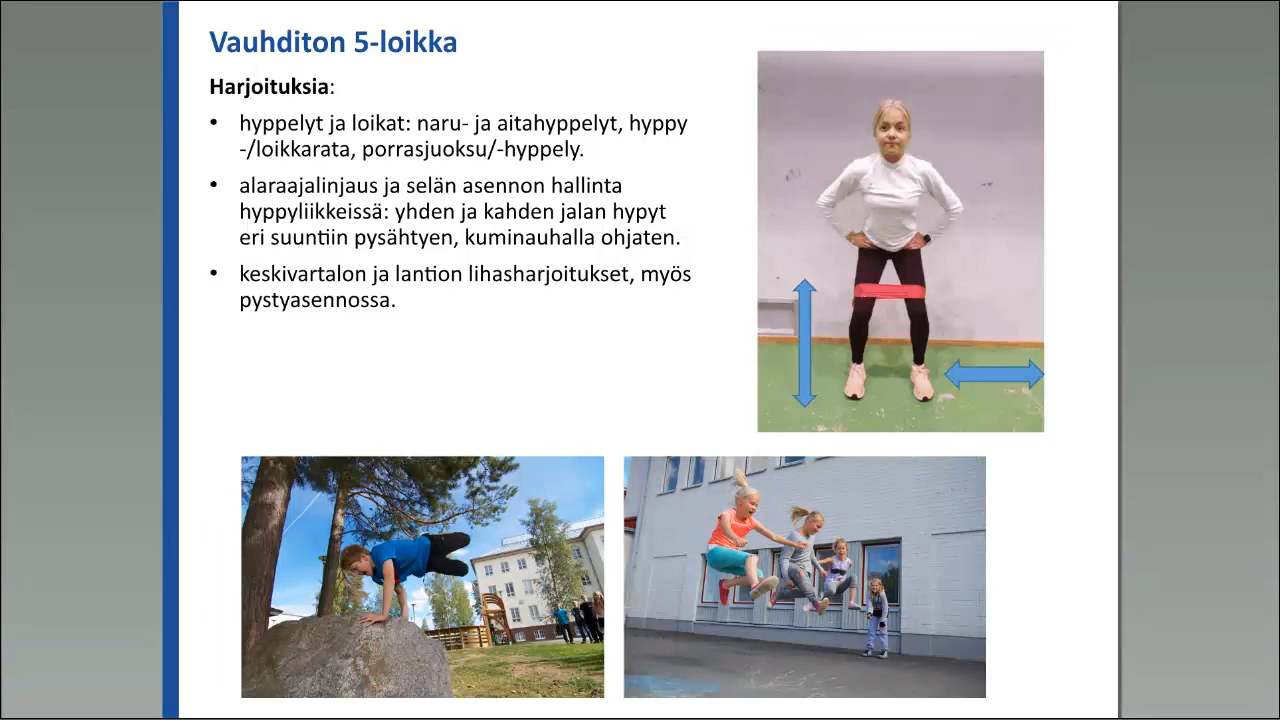 Vauhditon 5-loikka
Harjoituksia:
• hyppelyt ja loikat: naru- ja aitahyppelyt, hyppy
-/loikkarata, porrasjuoksu/-hyppely.
• alaraajalinjaus ja selän asennon hallinta
hyppyliikkeissä: yhden ja kahden jalan hypyt
eri suuntiin pysähtyen, kuminauhalla ohjaten.
• keskivartalon ja lantion lihasharjoitukset, myös
pystyasennossa.